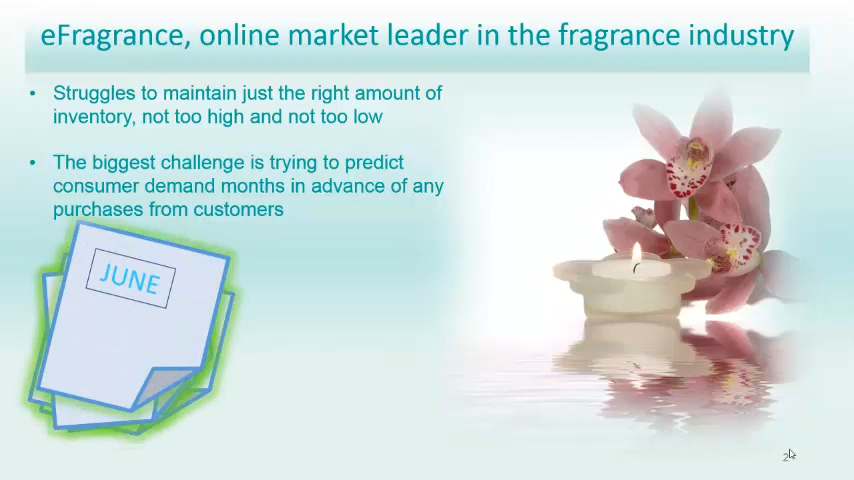 eFragrance, online market leader in the fragrance industry
• Struggles to maintain just the right amount of
inventory, not too high and not too low
• The biggest challenge is trying to predict
consumer demand months in advance of any
purchases from customers
JUNE
2